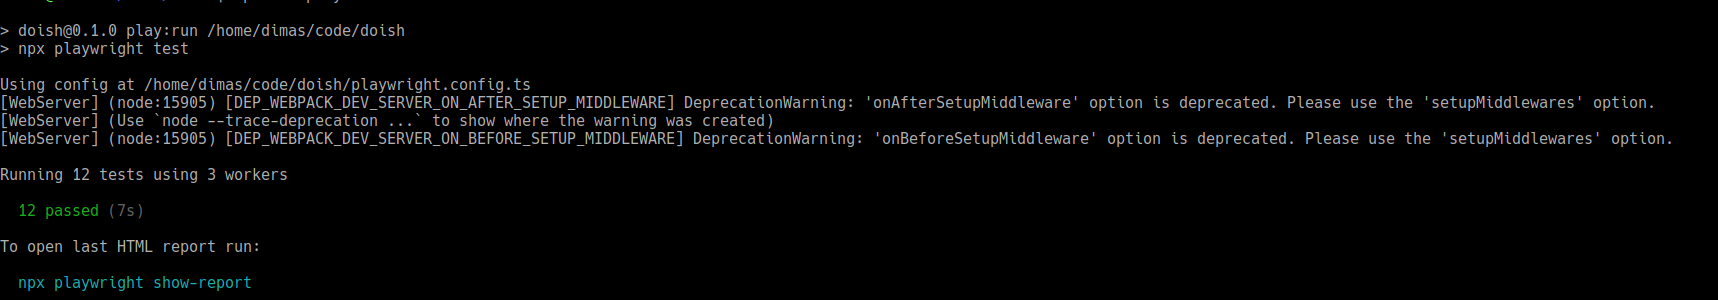 > doish@0.1.0 play:run /home/dimas/code/doish
> npx playwright test
Using config at /home/dimas/code/doish/playwright.config.ts
[WebServer] (node:15905) [DEP_WEBPACK_DEV_SERVER_ON_AFTER_SETUP_MIDDLEWARE] DeprecationWarning: 'onAfterSetupMiddleware' option is deprecated. Please use the 'setupMiddlewares' option.
[WebServer] (Use `node --trace-deprecation ...` to show where the warning was created)
[WebServer] (node:15905) [DEP_WEBPACK_DEV_SERVER_ON_BEFORE_SETUP_MIDDLEWARE] DeprecationWarning: 'onBeforeSetupMiddleware' option is deprecated. Please use the 'setupMiddlewares' option.
Running 12 tests using 3 workers
12 passed (7s)
To open last HTML report run:
npx playwright show-report